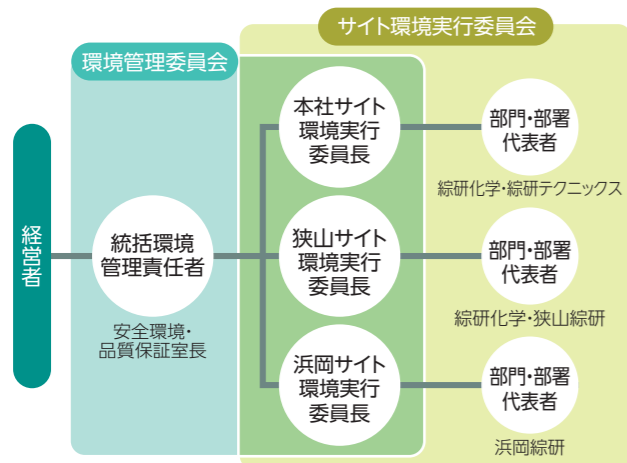 サイト環境実行委員会
環境管理委員会
経営者
統括環境
管理責任者
安全環境・
品質保証室長
本社サイト
環境実行
委員長
部門・部署
代表者
綜研化学・綜研テクニックス
狭山サイト
環境実行
委員長
部門・部署
代表者
綜研化学・狭山綜研
浜岡サイト
環境実行
委員長
部門・部署
代表者
浜岡綜研